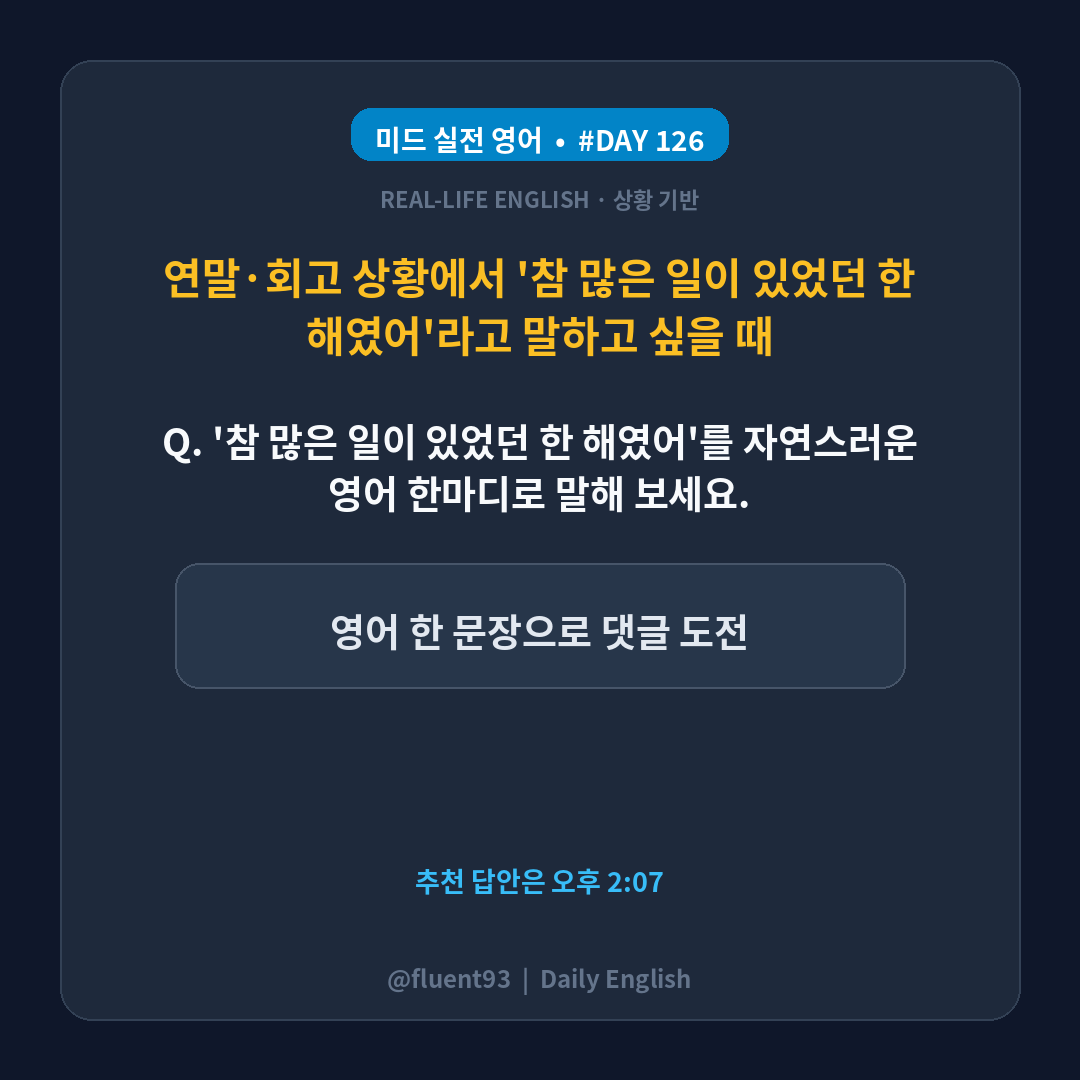 미드 실전 영어 • #DAY 126
REAL-LIFE ENGLISH · 상황 기반
연말·회고 상황에서 '참 많은 일이 있었던 한
해였어'라고 말하고 싶을 때
Q. '참 많은 일이 있었던 한 해였어'를 자연스러운
영어 한마디로 말해 보세요.
영어 한 문장으로 댓글 도전
추천 답안은 오후 2:07
@fluent93 | Daily English